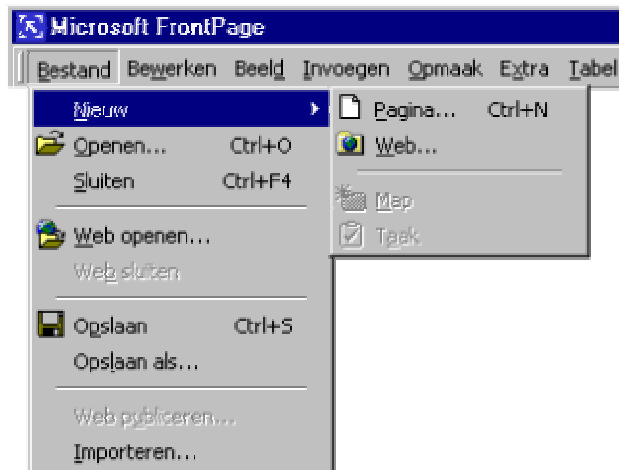 Microsoft FrontPage
Bestand Bewerken Beeld Invoegen Opmaak Extra Tabel
Nieuw
Openen... Ctrl+O
Sluiten Ctrl+F4
Web openen...
Web sluiten
Opslaan Ctrl+S
Opslaan als...
Web publiceren...
Importeren...
Pagina... Ctrl+N
Web...
Map
Taak